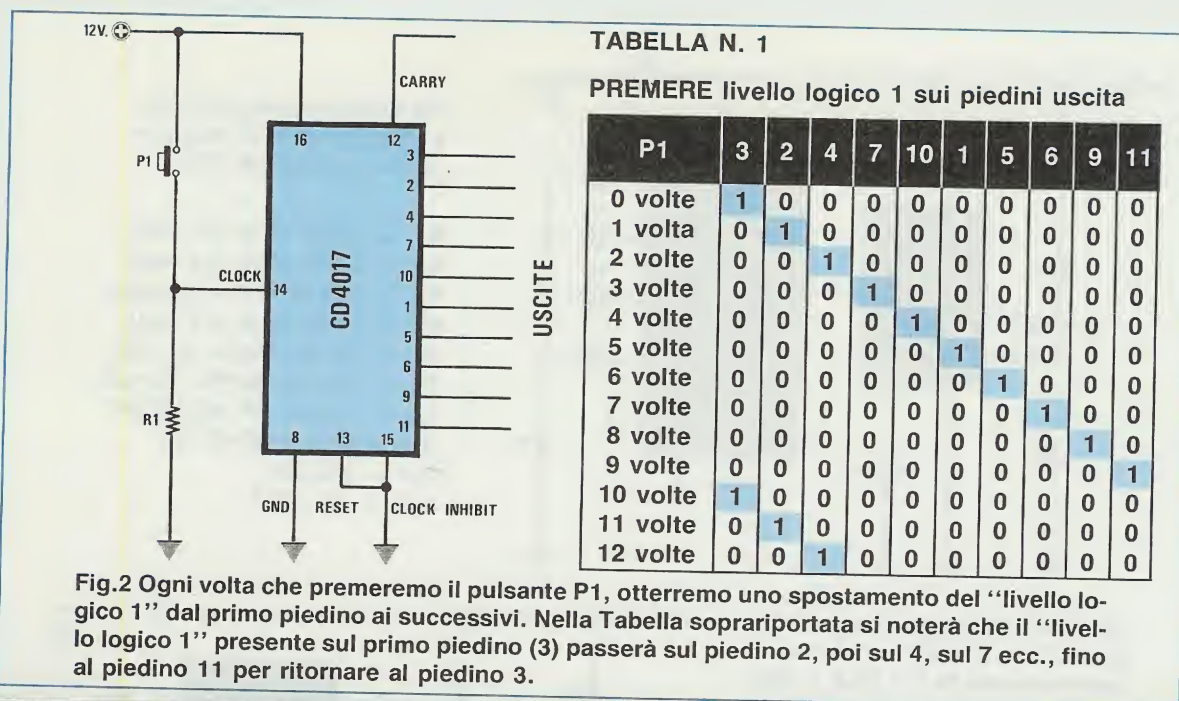 12V.
CARRY
16
12
3
P1
2
4
7
CLOCK
14
CD4017
10
USCITE
1
5
6
9
R1
11
8 13 15
GND RESET CLOCK INHIBIT
TABELLA N. 1
PREMERE livello logico 1 sui piedini uscita
P1 3 2 4 7 10 1 5 6 9 11
0 volte 1 0 0 0 0 0 0 0 0 0
1 volta 0 1 0 0 0 0 0 0 0 0
2 volte 0 0 1 0 0 0 0 0 0 0
3 volte 0 0 0 1 0 0 0 0 0 0
4 volte 0 0 0 0 1 0 0 0 0 0
5 volte 0 0 0 0 0 1 0 0 0 0
6 volte 0 0 0 0 0 0 1 0 0 0
7 volte 0 0 0 0 0 0 0 1 0 0
8 volte 0 0 0 0 0 0 0 0 1 0
9 volte 0 0 0 0 0 0 0 0 0 1
10 volte 1 0 0 0 0 0 0 0 0 0
11 volte 0 1 0 0 0 0 0 0 0 0
12 volte 0 0 1 0 0 0 0 0 0 0
Fig.2 Ogni volta che premeremo il pulsante P1, otterremo uno spostamento del "livello lo-
gico 1" dal primo piedino ai successivi. Nella Tabella soprariportata si noterà che il "livel-
lo logico 1" presente sul primo piedino (3) passerà sul piedino 2, poi sul 4, sul 7 ecc., fino
al piedino 11 per ritornare al piedino 3.